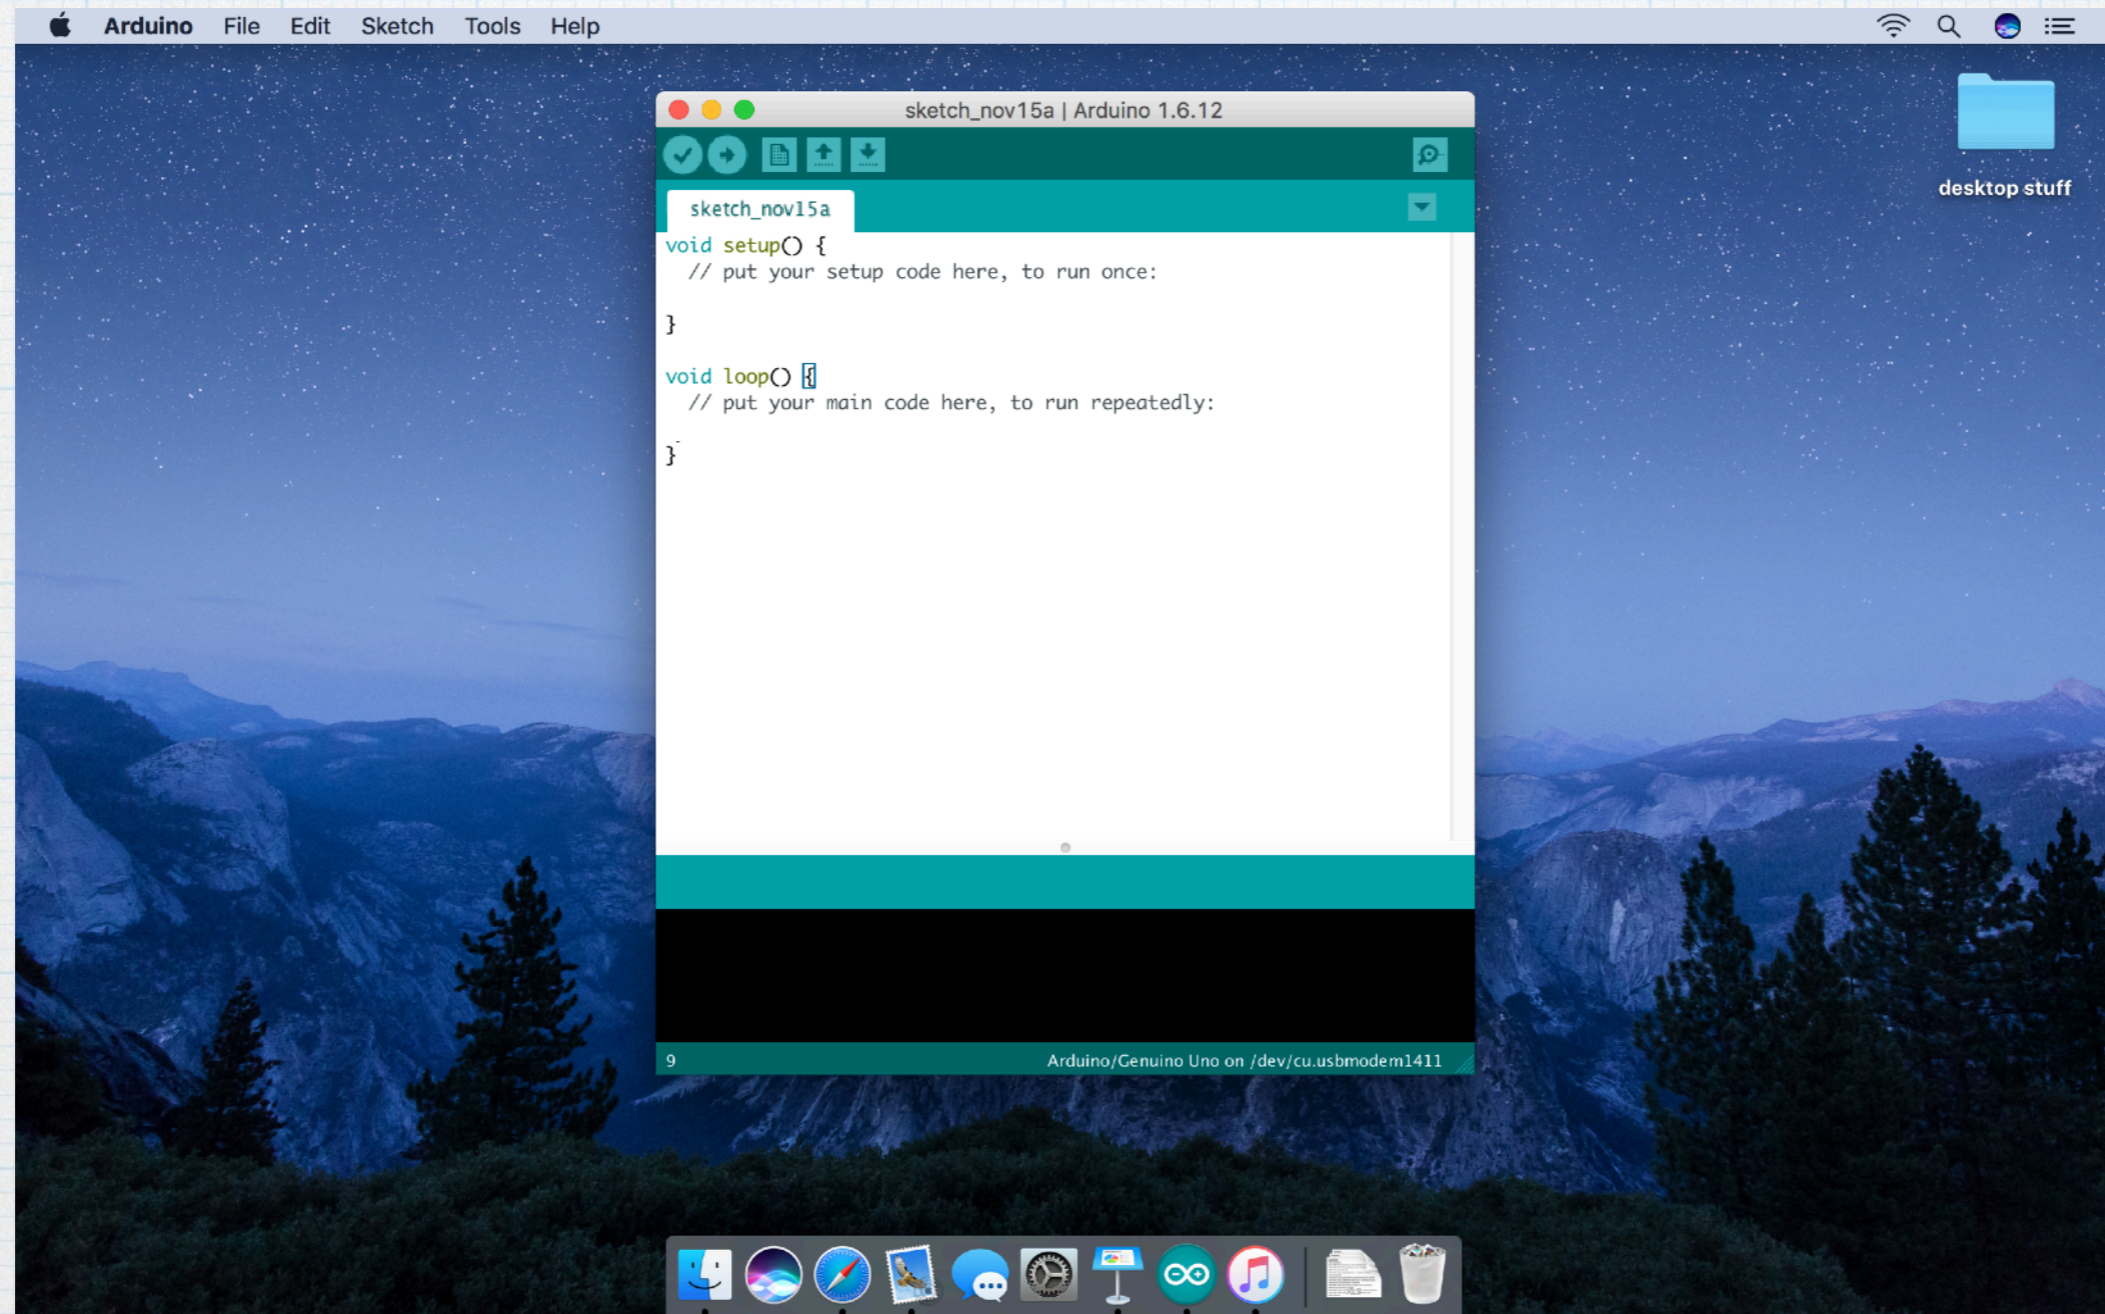 Arduino File Edit Sketch Tools Help
sketch_nov15a | Arduino 1.6.12
desktop stuff
sketch_nov15a
void setup() {
  // put your setup code here, to run once:
}
void loop() {
  // put your main code here, to run repeatedly:
}
9 Arduino/Genuino Uno on /dev/cu.usbmodem1411